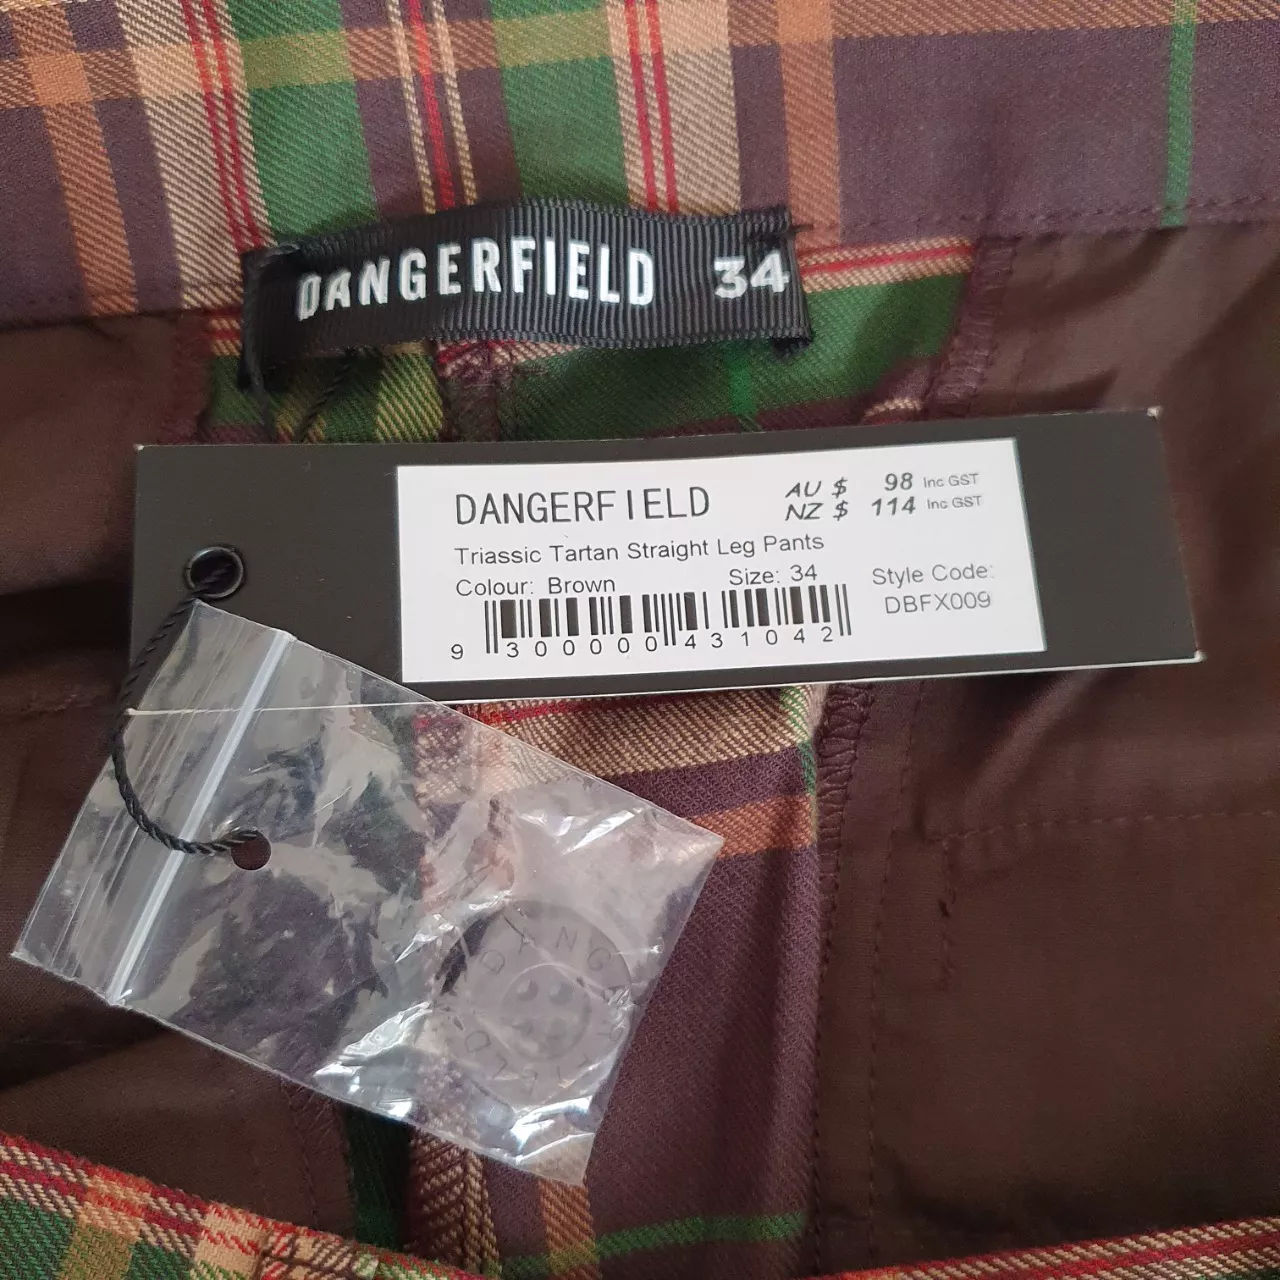 DANGERFIELD 34
DANGERFIELD
AU $ 98 Inc GST
NZ $ 114 Inc GST
Triassic Tartan Straight Leg Pants
Colour: Brown
Size: 34
Style Code:
DBFX009
9 300000 431042